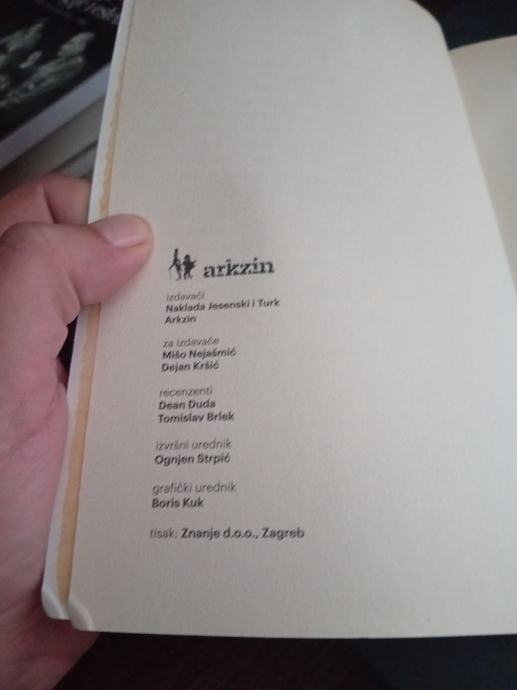 arkzin
izdavači
Naklada Jesenski i Turk
Arkzin
za izdavače
Mišo Nejašmić
Dejan Kršić
recenzenti
Dean Duda
Tomislav Brlek
izvršni urednik
Ognjen Strpić
grafički urednik
Boris Kuk
tisak: Znanje d.o.o., Zagreb